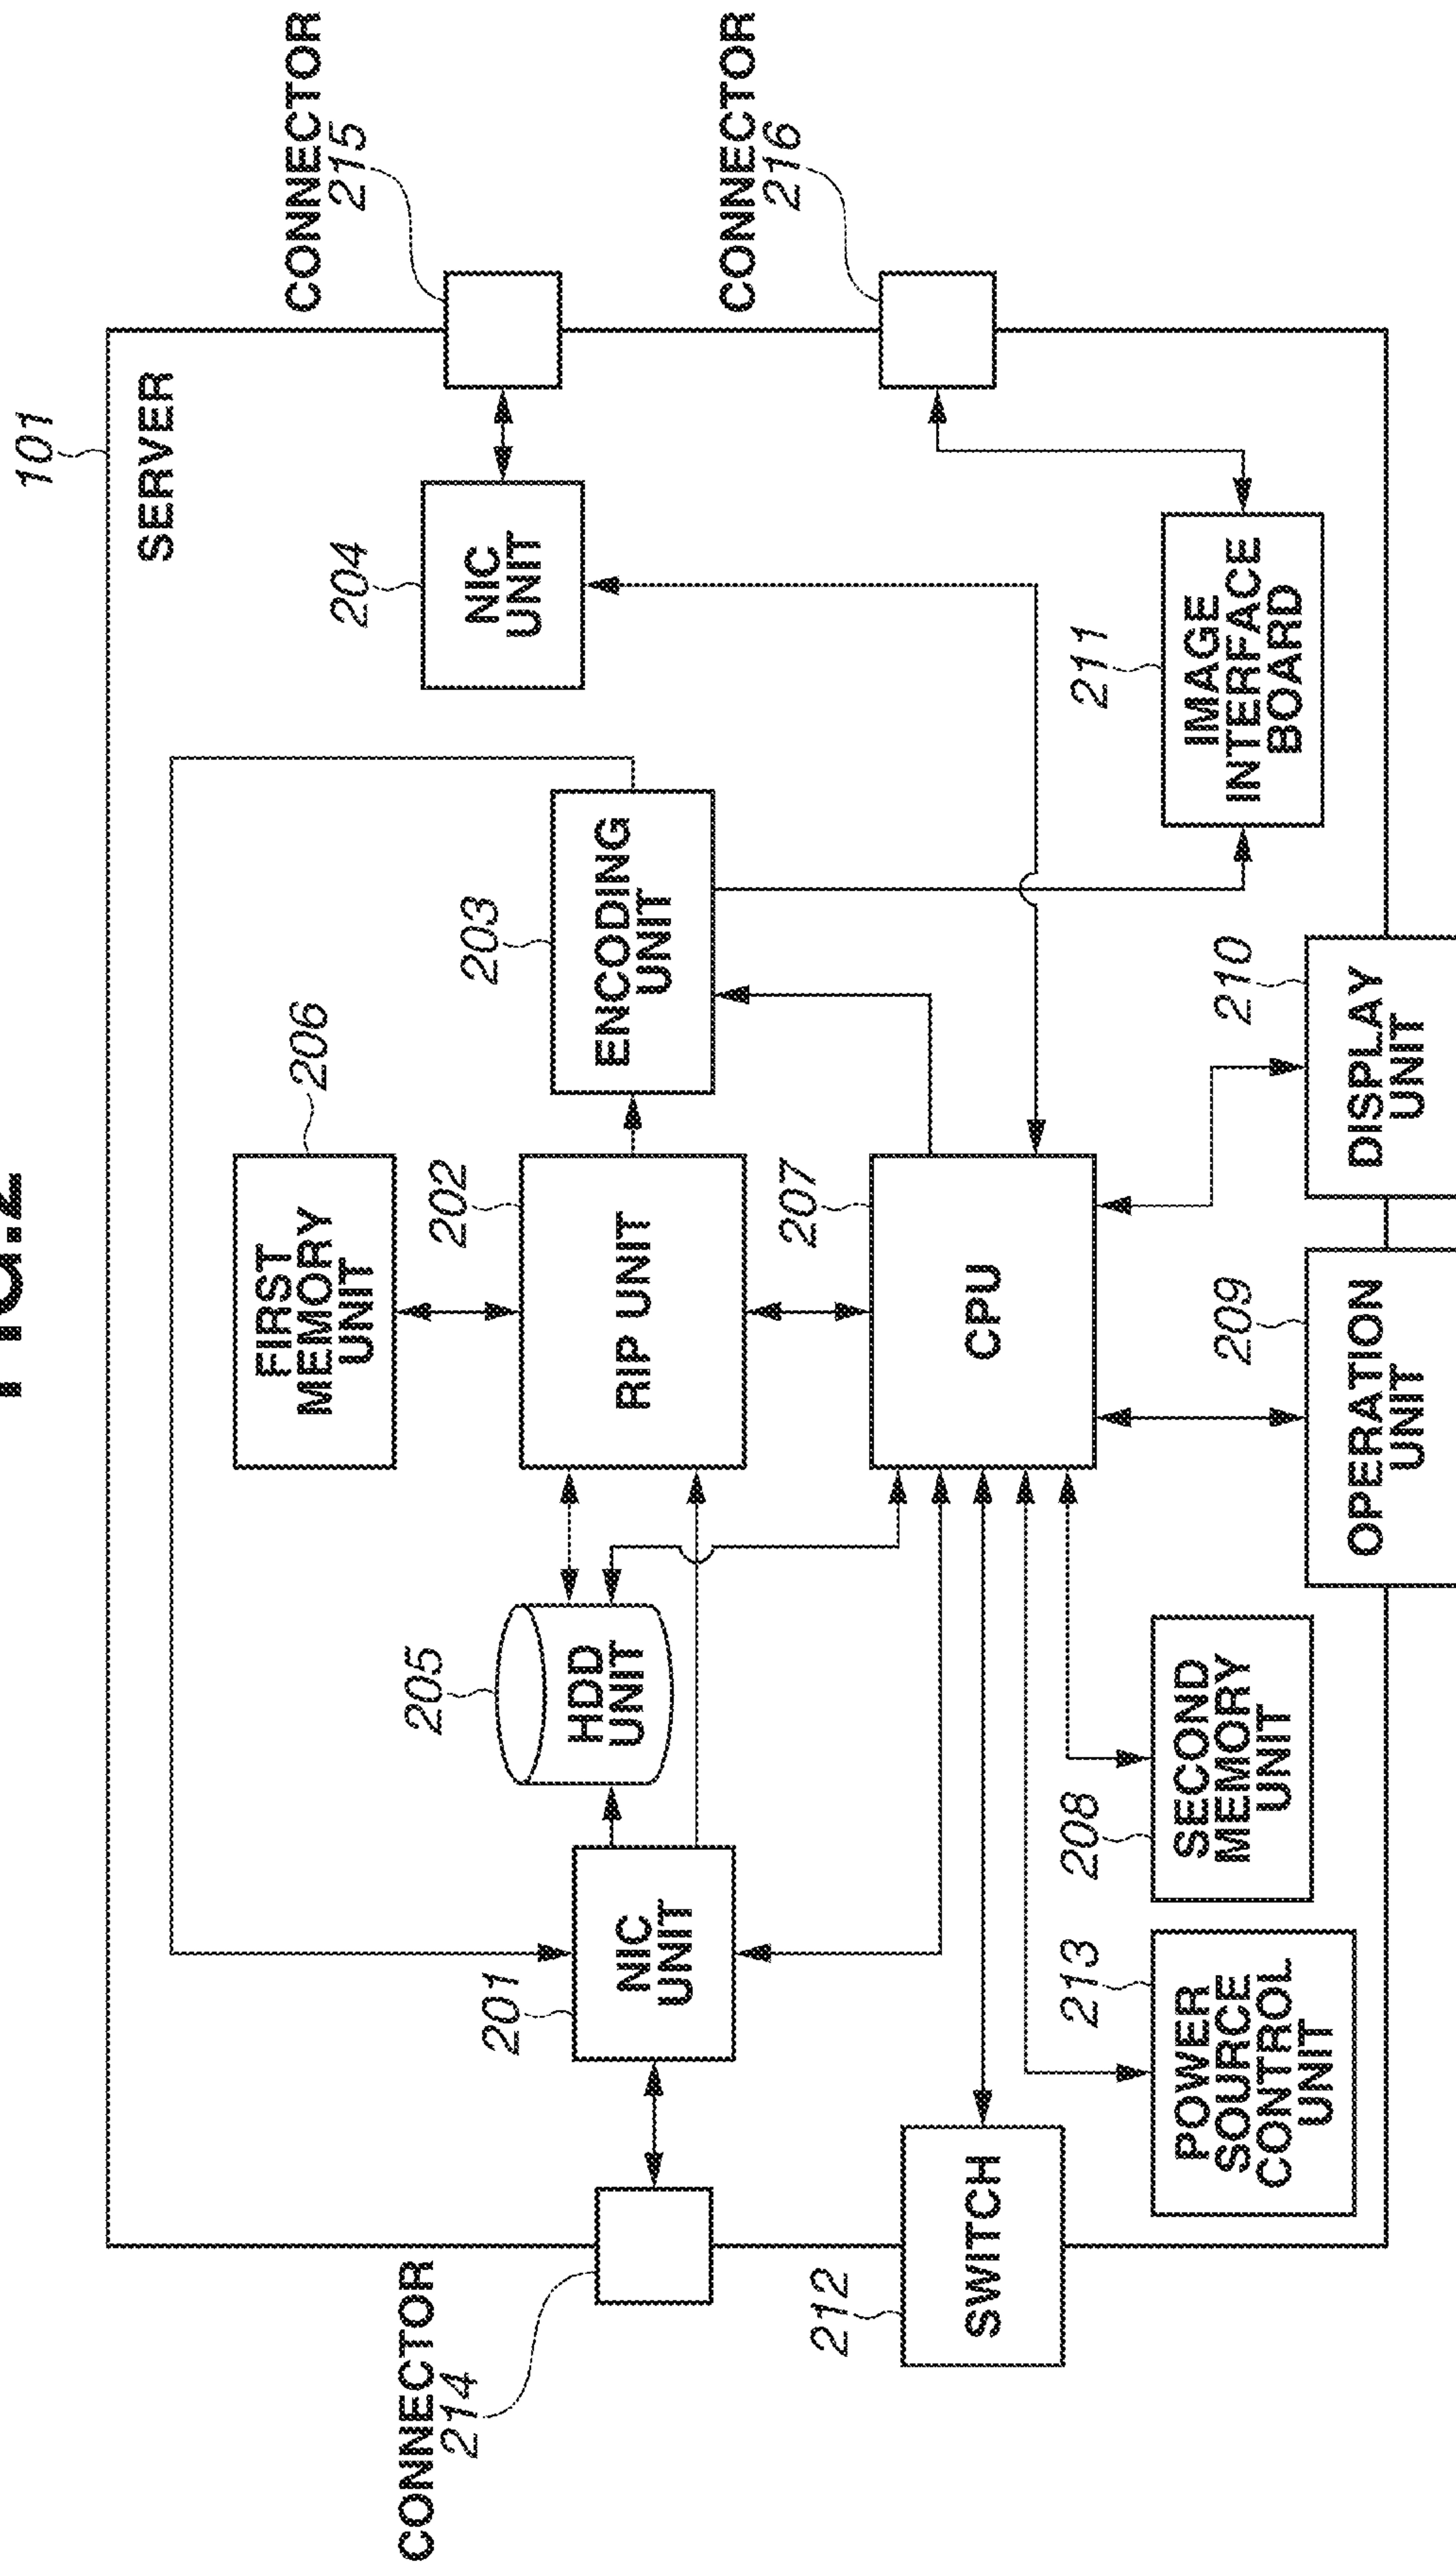 FIG.2
101
SERVER
CONNECTOR
215
CONNECTOR
216
204
NIC
UNIT
206
FIRST
MEMORY
UNIT
203
ENCODING
UNIT
202
RIP UNIT
205
HDD
UNIT
201
NIC
UNIT
CONNECTOR
214
207
CPU
211
IMAGE
INTERFACE
BOARD
212
SWITCH
213
POWER
SOURCE
CONTROL
UNIT
208
SECOND
MEMORY
UNIT
209
OPERATION
UNIT
210
DISPLAY
UNIT